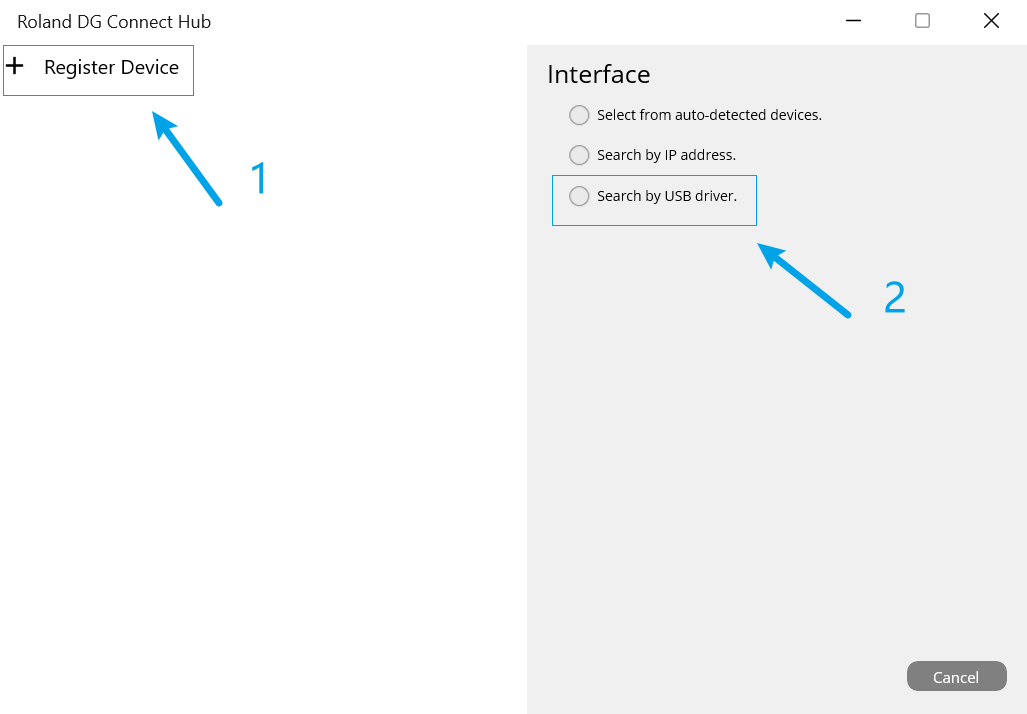 Roland DG Connect Hub
+ Register Device
1
Interface
Select from auto-detected devices.
Search by IP address.
Search by USB driver.
2
Cancel